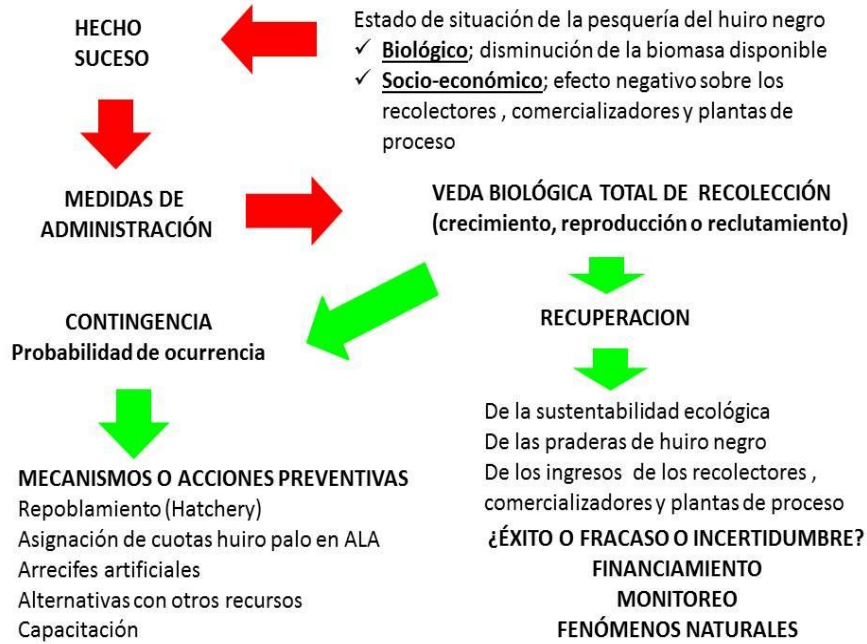 HECHO
SUCESO
Estado de situación de la pesquería del huiro negro
✓ Biológico; disminución de la biomasa disponible
✓ Socio-económico; efecto negativo sobre los
recolectores , comercializadores y plantas de
proceso
MEDIDAS DE
ADMINISTRACIÓN
VEDA BIOLÓGICA TOTAL DE RECOLECCIÓN
(crecimiento, reproducción o reclutamiento)
CONTINGENCIA
Probabilidad de ocurrencia
RECUPERACION
MECANISMOS O ACCIONES PREVENTIVAS
Repoblamiento (Hatchery)
Asignación de cuotas huiro palo en ALA
Arrecifes artificiales
Alternativas con otros recursos
Capacitación
De la sustentabilidad ecológica
De las praderas de huiro negro
De los ingresos de los recolectores ,
comercializadores y plantas de proceso
¿ÉXITO O FRACASO O INCERTIDUMBRE?
FINANCIAMIENTO
MONITOREO
FENÓMENOS NATURALES